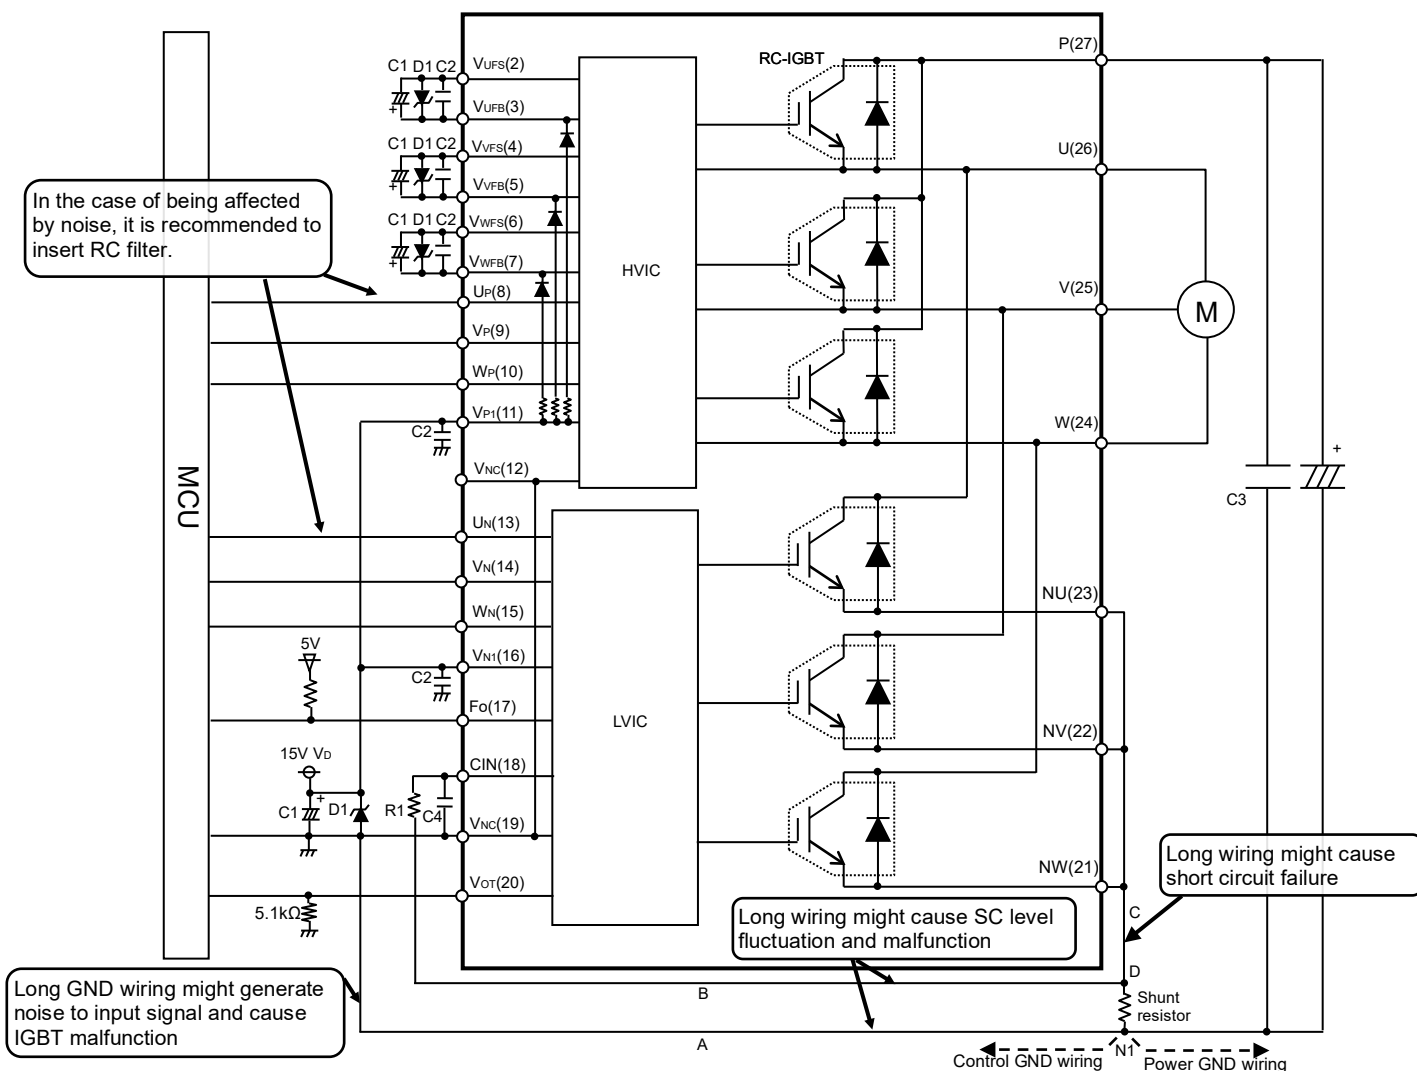 P(27)
RC-IGBT
C1 D1 C2
VUFS(2)
VUFB(3)
C1 D1 C2
VVFS(4)
U(26)
VVFB(5)
In the case of being affected
by noise, it is recommended to
insert RC filter.
C1 D1 C2
VWFS(6)
VWFB(7)
HVIC
UP(8)
V(25)
M
VP(9)
WP(10)
VP1(11)
C2
W(24)
+
+
+
+
VNC(12)
C3
MCU
UN(13)
VN(14)
NU(23)
WN(15)
5V
VN1(16)
C2
Fo(17)
LVIC
NV(22)
15V VD
CIN(18)
+
C1
D1
R1
C4
VNC(19)
NW(21)
Long wiring might cause
short circuit failure
VOT(20)
5.1kΩ
Long wiring might cause SC level
fluctuation and malfunction
C
D
Long GND wiring might generate
noise to input signal and cause
IGBT malfunction
B
Shunt
resistor
A
N1
Control GND wiring
Power GND wiring